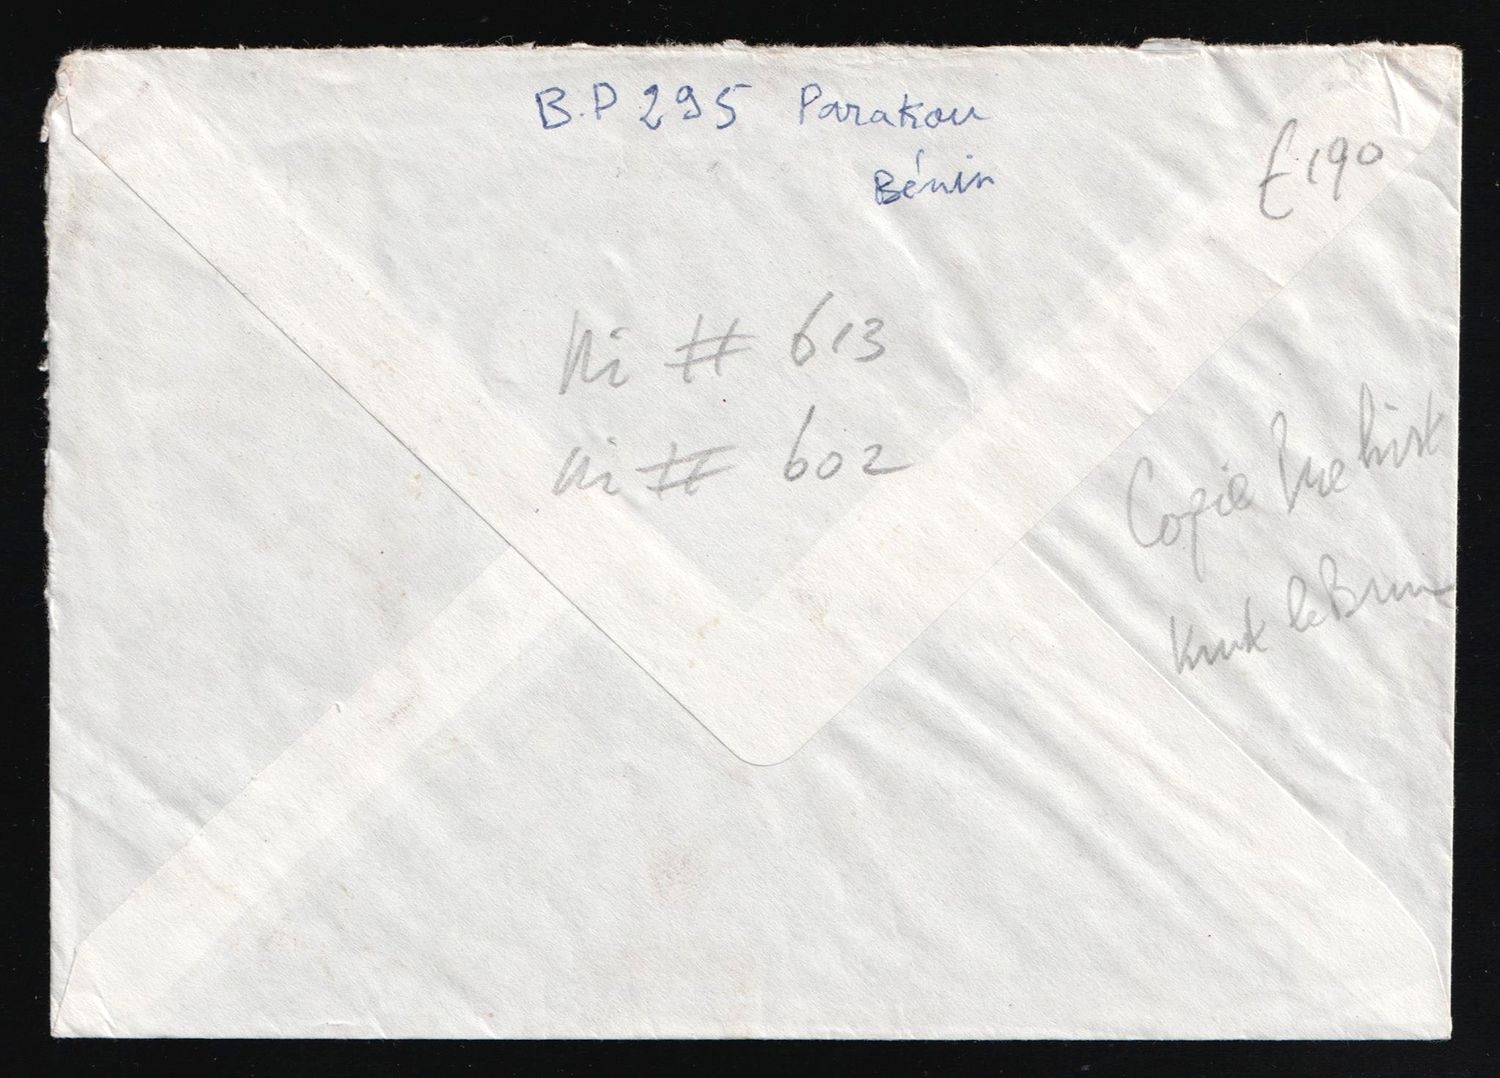 B.P 295 Parakou
Bénin
£190
Mi # 613
Mi # 602
Copie